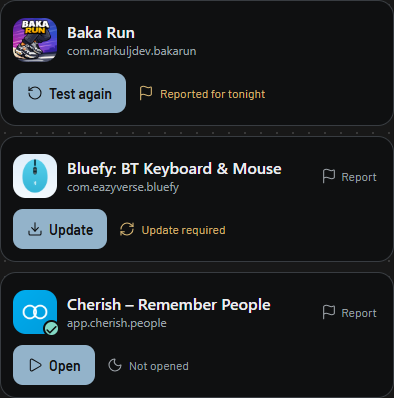 BAKA
RUN
Baka Run
com.markuljdev.bakarun
Test again
Reported for tonight
Bluefy: BT Keyboard & Mouse
com.eazyverse.bluefy
Report
Update
Update required
Cherish – Remember People
app.cherish.people
Report
Open
Not opened